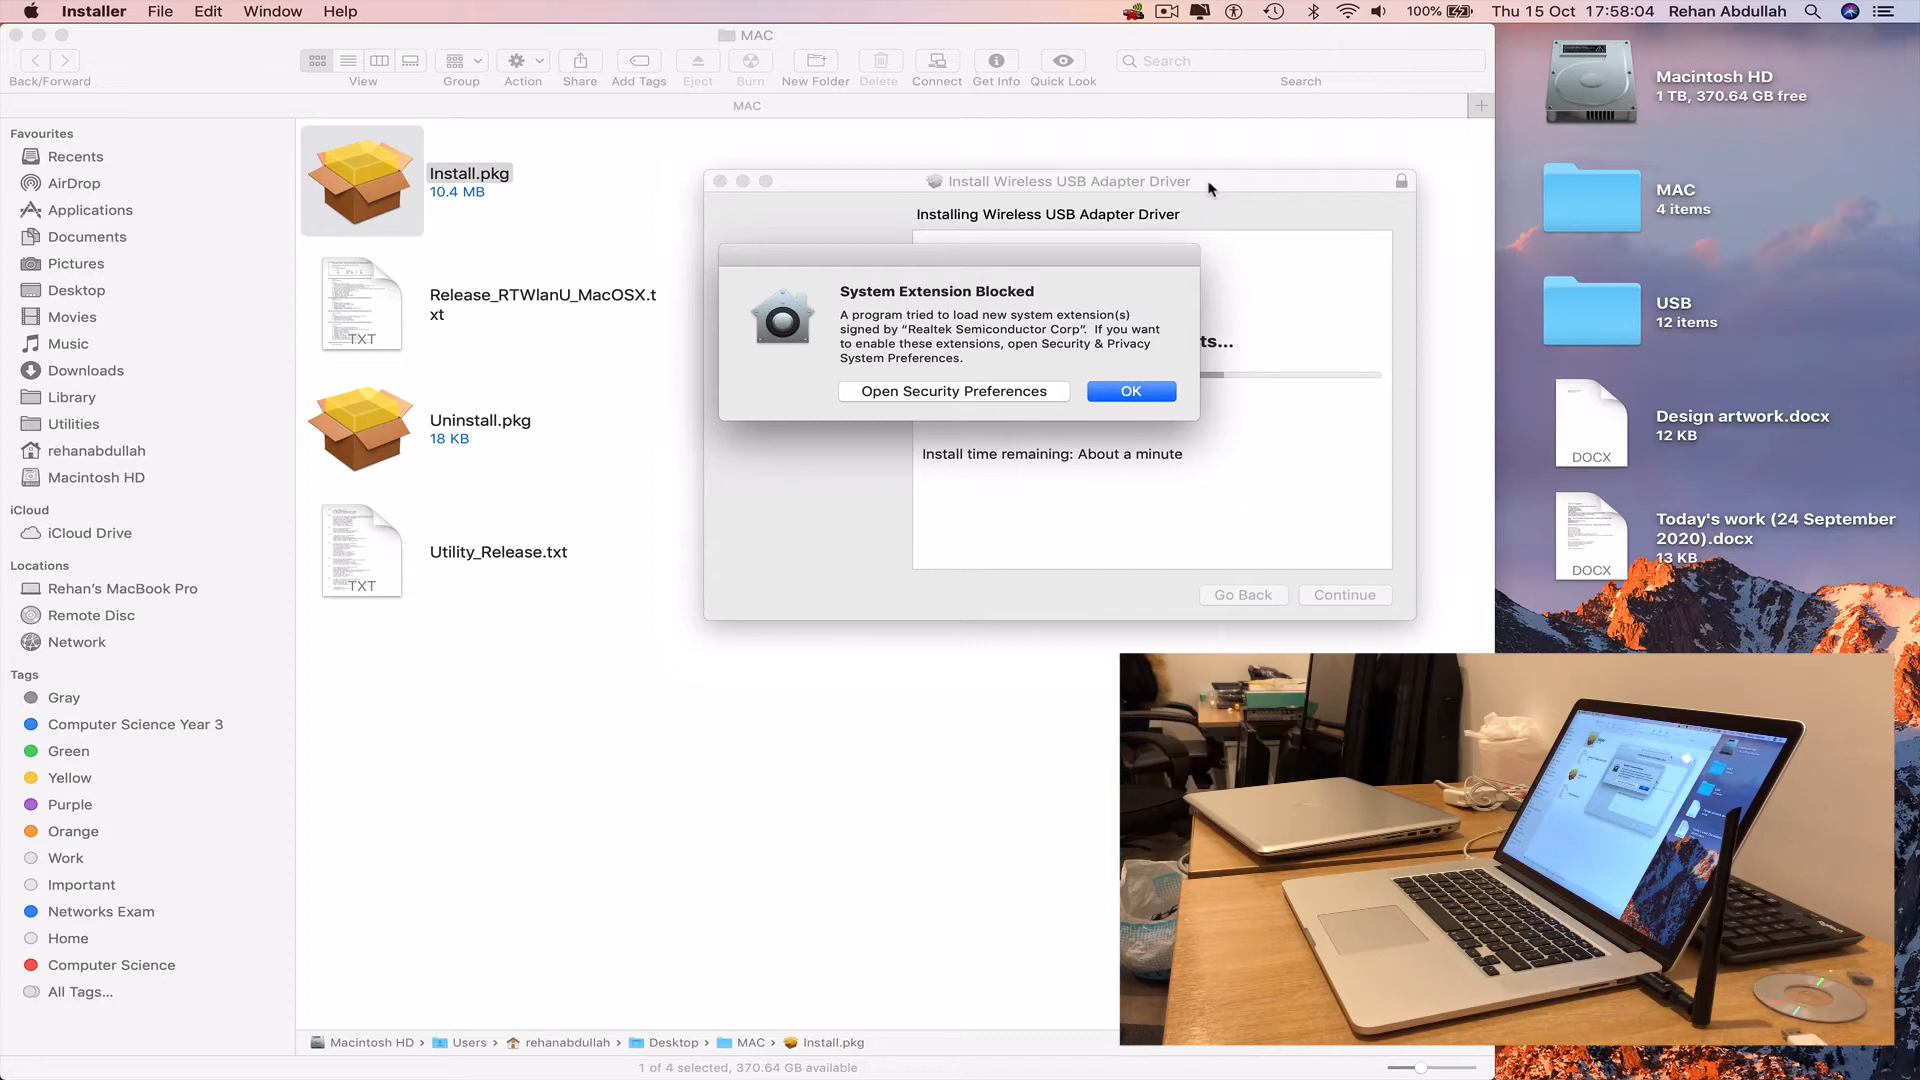 Installer File Edit Window Help
100% Thu 15 Oct 17:58:04 Rehan Abdullah
MAC
Back/Forward View Group Action Share Add Tags Eject Burn New Folder Delete Connect Get Info Quick Look Search
Search
MAC
Favourites
Recents
AirDrop
Applications
Documents
Pictures
Desktop
Movies
Music
Downloads
Library
Utilities
rehanabdullah
Macintosh HD
iCloud
iCloud Drive
Locations
Rehan's MacBook Pro
Remote Disc
Network
Tags
Gray
Computer Science Year 3
Green
Yellow
Purple
Orange
Work
Important
Networks Exam
Home
Computer Science
All Tags...
Install.pkg
10.4 MB
TXT
Release_RTWlanU_MacOSX.t
xt
Uninstall.pkg
18 KB
TXT
Utility_Release.txt
Install Wireless USB Adapter Driver
Installing Wireless USB Adapter Driver
System Extension Blocked
A program tried to load new system extension(s)
signed by “Realtek Semiconductor Corp”. If you want
to enable these extensions, open Security & Privacy
System Preferences.
Open Security Preferences OK
ts...
Install time remaining: About a minute
Go Back Continue
Macintosh HD
1 TB, 370.64 GB free
MAC
4 items
USB
12 items
DOCX
Design artwork.docx
12 KB
DOCX
Today's work (24 September
2020).docx
13 KB
Macintosh HD Users rehanabdullah Desktop MAC Install.pkg
1 of 4 selected, 370.64 GB available